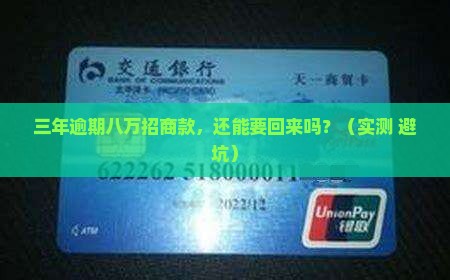 交通银行
BANK OF COMMUNICATIONS
太平洋卡 PACIFIC CARD
天一商贸卡
三年逾期八万招商款，还能要回来吗？（实测 避
坑）
622262 518000011
2022/12
ATM
UnionPay
银联